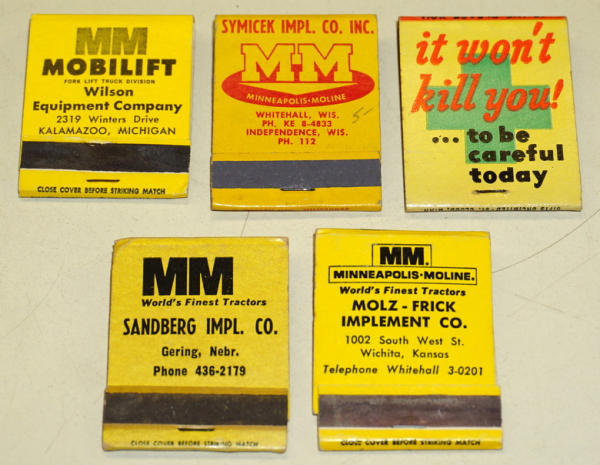 MM
MOBILIFT
FORK LIFT TRUCK DIVISION
Wilson
Equipment Company
2319 Winters Drive
KALAMAZOO, MICHIGAN
CLOSE COVER BEFORE STRIKING MATCH
SYMICEK IMPL. CO. INC.
M-M
MINNEAPOLIS-MOLINE
WHITEHALL, WIS.
PH. KE 8-4833
INDEPENDENCE, WIS.
PH. 112
5-
it won't
kill you!
...to be
careful
today
MM
World's Finest Tractors
SANDBERG IMPL. CO.
Gering, Nebr.
Phone 436-2179
CLOSE COVER BEFORE STRIKING MATCH
MM.
MINNEAPOLIS-MOLINE.
World's Finest Tractors
MOLZ - FRICK
IMPLEMENT CO.
1002 South West St.
Wichita, Kansas
Telephone Whitehall 3-0201
CLOSE COVER BEFORE STRIKING MATCH